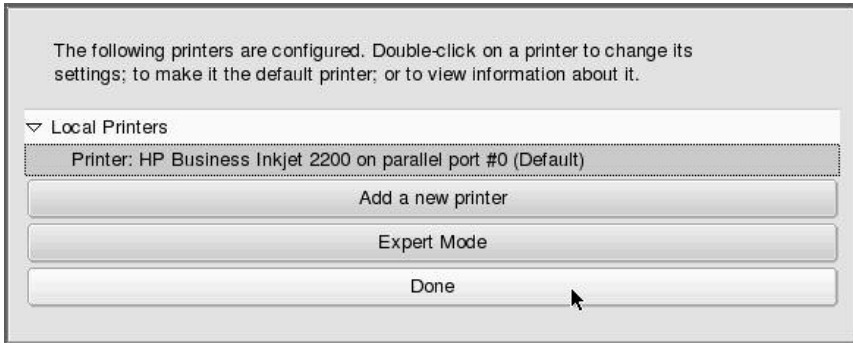 The following printers are configured. Double-click on a printer to change its
settings; to make it the default printer; or to view information about it.
Local Printers
Printer: HP Business Inkjet 2200 on parallel port #0 (Default)
Add a new printer
Expert Mode
Done